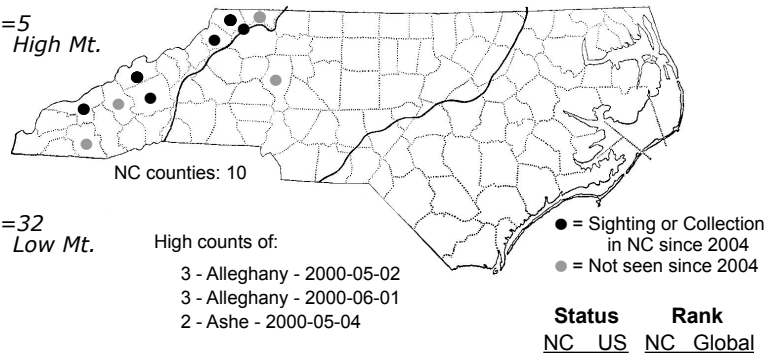 =5
High Mt.
NC counties: 10
=32
Low Mt.
High counts of:
3 - Alleghany - 2000-05-02
3 - Alleghany - 2000-06-01
2 - Ashe - 2000-05-04
= Sighting or Collection
in NC since 2004
= Not seen since 2004
Status Rank
NC US NC Global